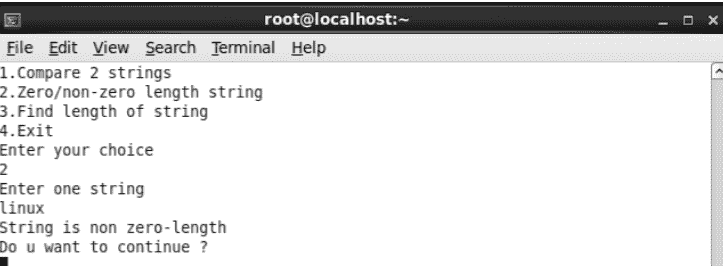 root@localhost:~
File Edit View Search Terminal Help
1.Compare 2 strings
2.Zero/non-zero length string
3.Find length of string
4.Exit
Enter your choice
2
Enter one string
linux
String is non zero-length
Do u want to continue ?